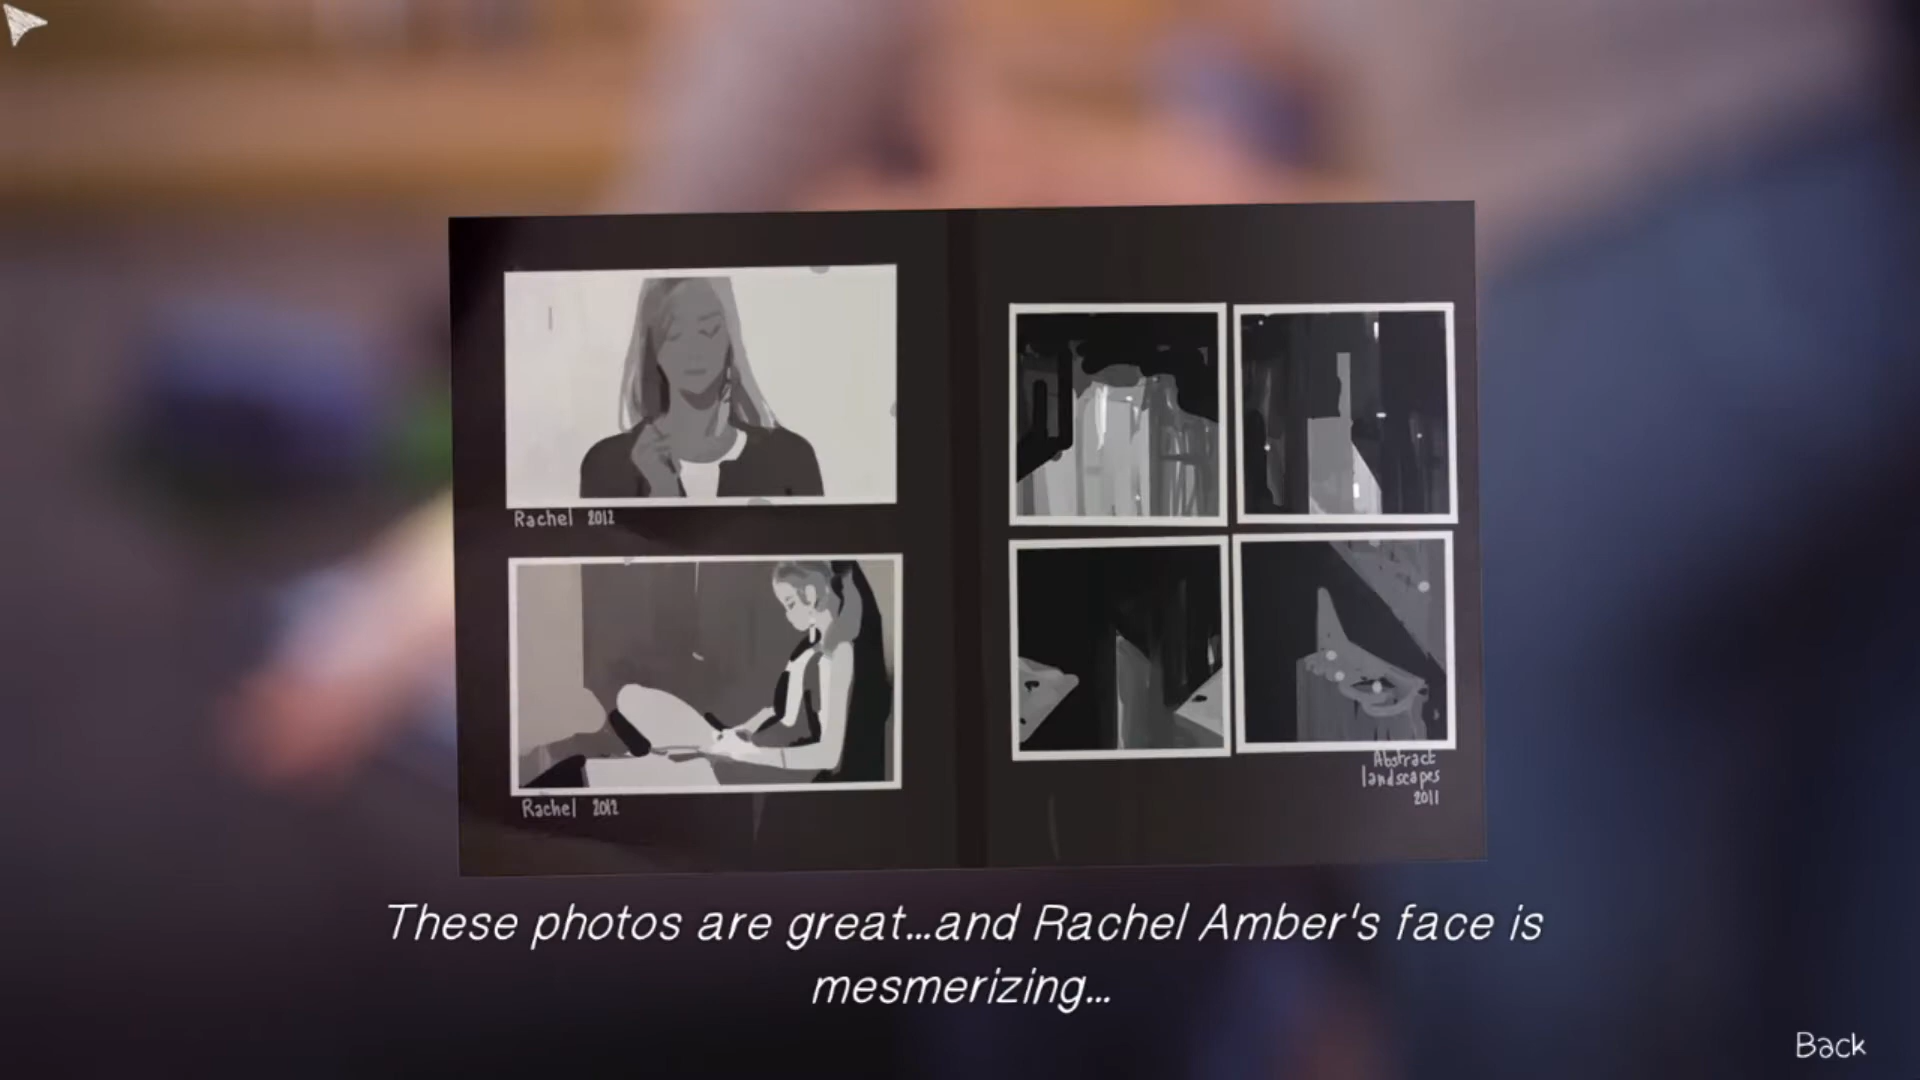 Rachel 2012
Rachel 2012
Abstract
landscapes
2011
These photos are great...and Rachel Amber's face is
mesmerizing...
Back